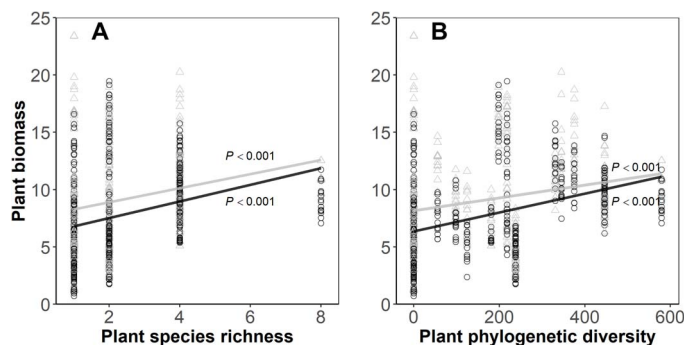 A
B
Plant biomass
25
20
15
10
5
0
P < 0.001
P < 0.001
2
4
6
8
Plant species richness
25
20
15
10
5
0
P < 0.001
P < 0.001
0
200
400
600
Plant phylogenetic diversity